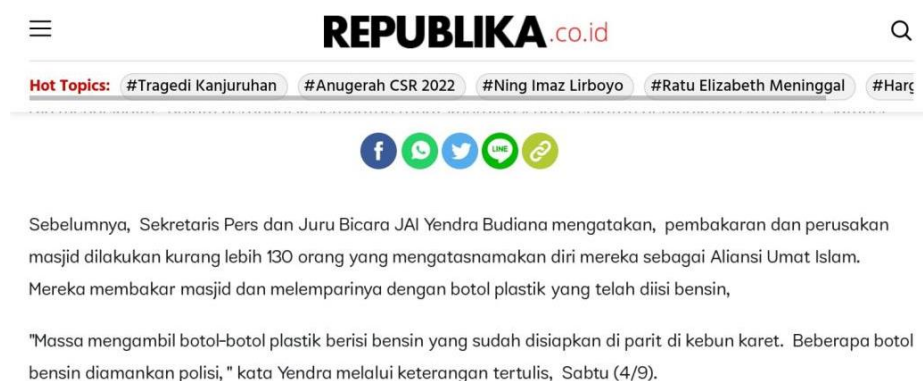 REPUBLIKA.co.id
Hot Topics: #Tragedi Kanjuruhan #Anugerah CSR 2022 #Ning Imaz Lirboyo #Ratu Elizabeth Meninggal #Harg
LINE
Sebelumnya, Sekretaris Pers dan Juru Bicara JAI Yendra Budiana mengatakan, pembakaran dan perusakan
masjid dilakukan kurang lebih 130 orang yang mengatasnamakan diri mereka sebagai Aliansi Umat Islam.
Mereka membakar masjid dan melemparinya dengan botol plastik yang telah diisi bensin,
"Massa mengambil botol-botol plastik berisi bensin yang sudah disiapkan di parit di kebun karet. Beberapa botol
bensin diamankan polisi, " kata Yendra melalui keterangan tertulis, Sabtu (4/9).